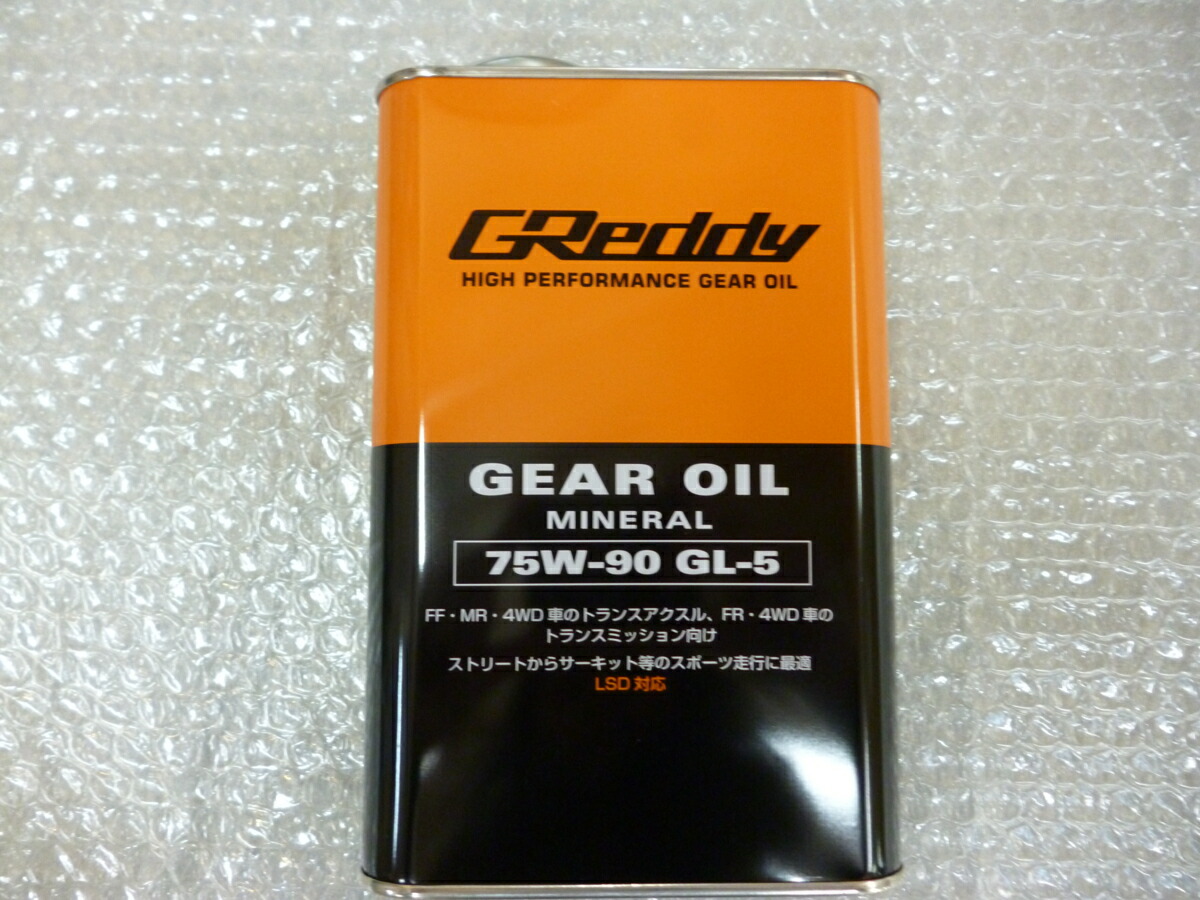 GReddy
HIGH PERFORMANCE GEAR OIL
GEAR OIL
MINERAL
75W-90 GL-5
FF・MR・4WD車のトランスアクスル、FR・4WD車の
トランスミッション向け
ストリートからサーキット等のスポーツ走行に最適
LSD対応